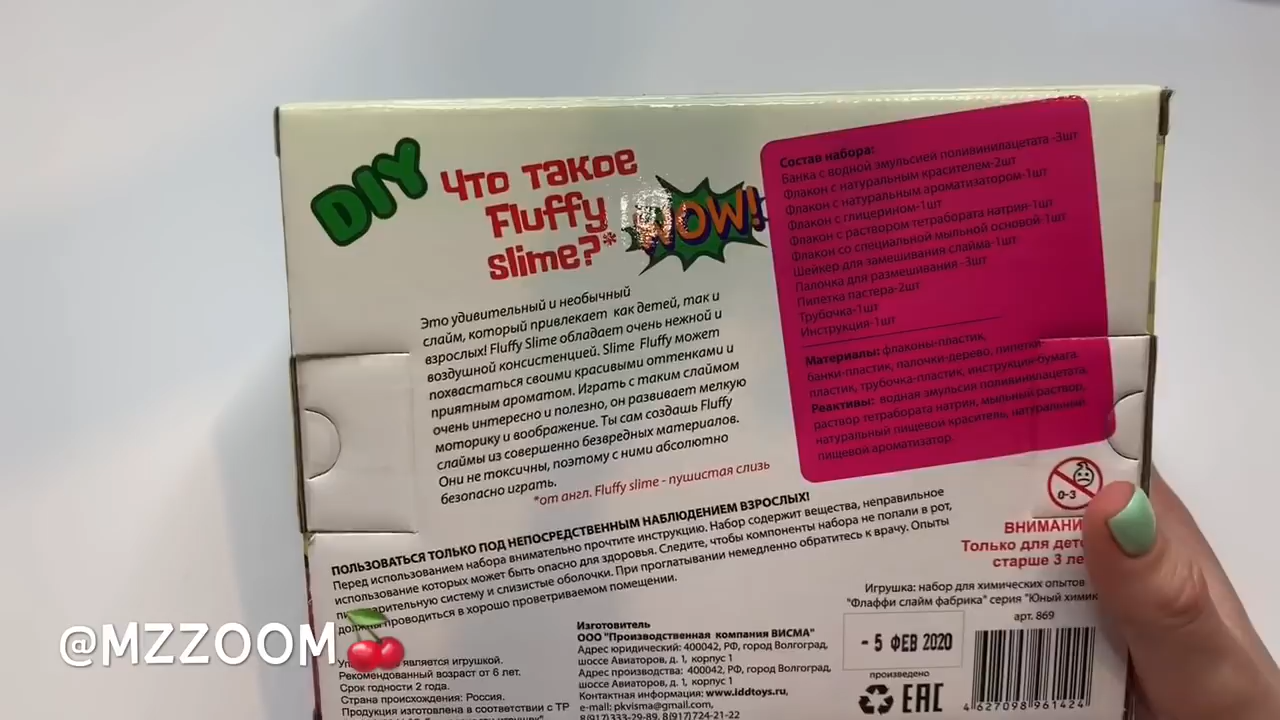 DIY
Что такое
Fluffy
slime?*
WOW!
Это удивительный и необычный
слайм, который привлекает как детей, так и
взрослых! Fluffy Slime обладает очень нежной и
воздушной консистенцией. Slime Fluffy может
похвастаться своими красивыми оттенками и
приятным ароматом. Играть с таким слаймом
очень интересно и полезно, он развивает мелкую
моторику и воображение. Ты сам создашь Fluffy
слаймы из совершенно безвредных материалов.
Они не токсичны, поэтому с ними абсолютно
безопасно играть.
*от англ. Fluffy slime - пушистая слизь
Состав набора:
Банка с водной эмульсией поливинилацетата -3шт
Флакон с натуральным красителем-2шт
Флакон с натуральным ароматизатором-1шт
Флакон с глицерином-1шт
Флакон с раствором тетрабората натрия-1шт
Флакон со специальной мыльной основой-1шт
Шейкер для замешивания слайма-1шт
Палочка для размешивания -3шт
Пипетка пастера-2шт
Трубочка-1шт
Инструкция-1шт
Материалы: флаконы-пластик,
банки-пластик, палочки-дерево, пипетки-
пластик, трубочка-пластик, инструкция-бумага.
Реактивы: водная эмульсия поливинилацетата,
раствор тетрабората натрия, мыльный раствор,
натуральный пищевой краситель, натуральный
пищевой ароматизатор.
0-3
ВНИМАНИ
Только для дет
старше 3 ле
ПОЛЬЗОВАТЬСЯ ТОЛЬКО ПОД НЕПОСРЕДСТВЕННЫМ НАБЛЮДЕНИЕМ ВЗРОСЛЫХ!
Перед использованием набора внимательно прочтите инструкцию. Набор содержит вещества, неправильное
использование которых может быть опасно для здоровья. Следите, чтобы компоненты набора не попали в рот,
пищеварительную систему и слизистые оболочки. При проглатывании немедленно обратитесь к врачу. Опыты
должны проводиться в хорошо проветриваемом помещении.
Игрушка: набор для химических опытов
"Флаффи слайм фабрика" серия "Юный химик
арт. 869
@MZZOOM
является игрушкой.
Рекомендованный возраст от 6 лет.
Срок годности 2 года.
Страна происхождения: Россия.
Продукция изготовлена в соответствии с ТР
Изготовитель
ООО "Производственная компания ВИСМА"
Адрес юридический: 400042, РФ, город Волгоград,
шоссе Авиаторов, д. 1, корпус 1
Адрес производства: 400042, РФ, город Волгоград,
шоссе Авиаторов, д. 1, корпус 1
Контактная информация: www.iddtoys.ru,
e-mail: pkvisma@gmail.com,
8(917)333-29-89, 8(917)724-21-22
- 5 ФЕВ 2020
произведено
EAC
4627098961424